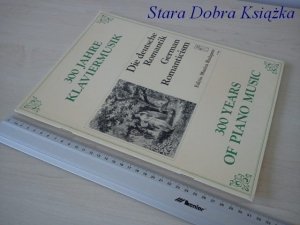 Stara Dobra Książka
300 JAHRE
KLAVIERMUSIK
Die deutsche
Romantik
German
Romanticism
300 YEARS
OF PIANO MUSIC